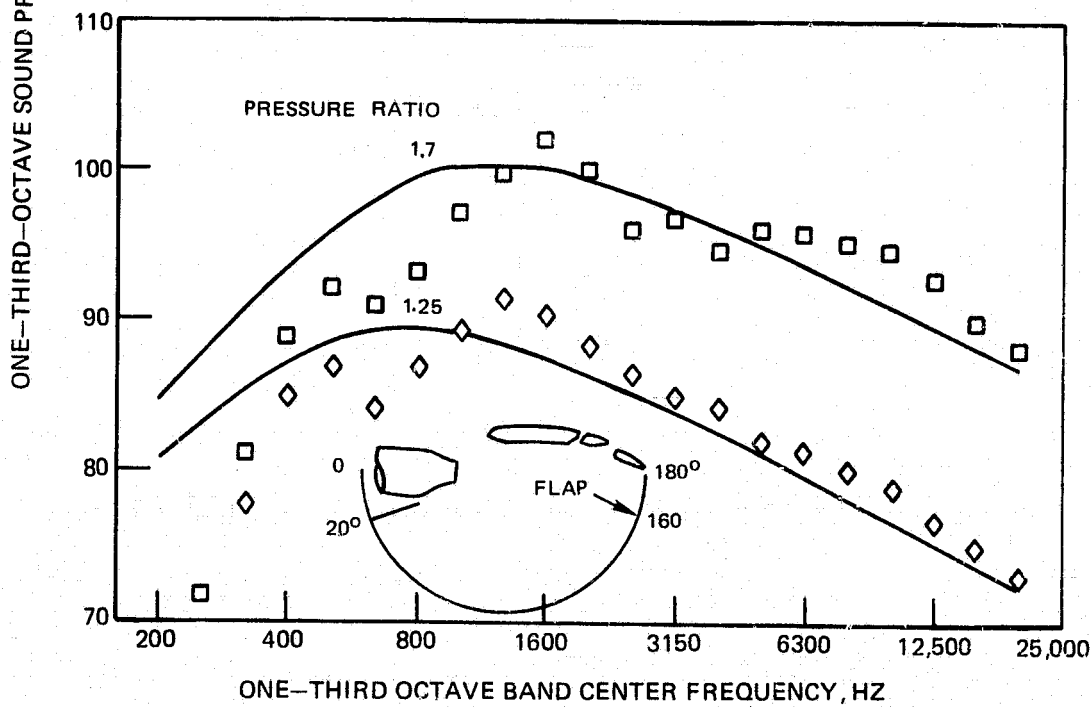 ONE–THIRD–OCTAVE SOUND
110
100
90
80
70
PRESSURE RATIO
1.7
1.25
0
20°
FLAP
180°
160
200 400 800 1600 3150 6300 12,500 25,000
ONE–THIRD OCTAVE BAND CENTER FREQUENCY, HZ